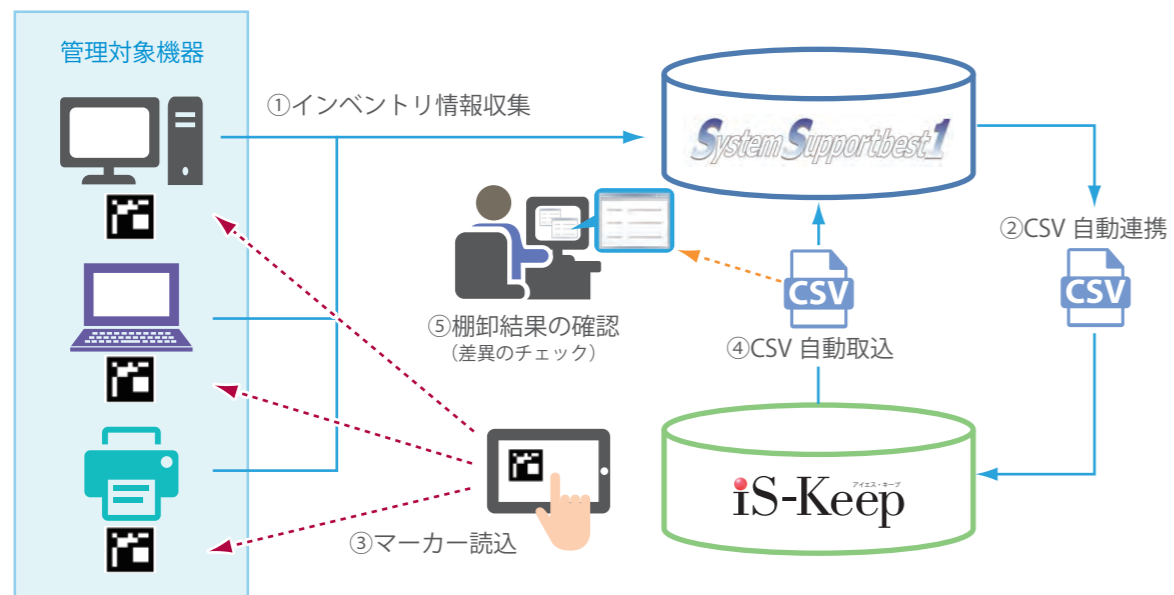 管理対象機器
①インベントリ情報収集
System Supportbest1
②CSV 自動連携
CSV
CSV
⑤棚卸結果の確認
（差異のチェック）
④CSV 自動取込
アイエス・キープ
iS-Keep
③マーカー読込